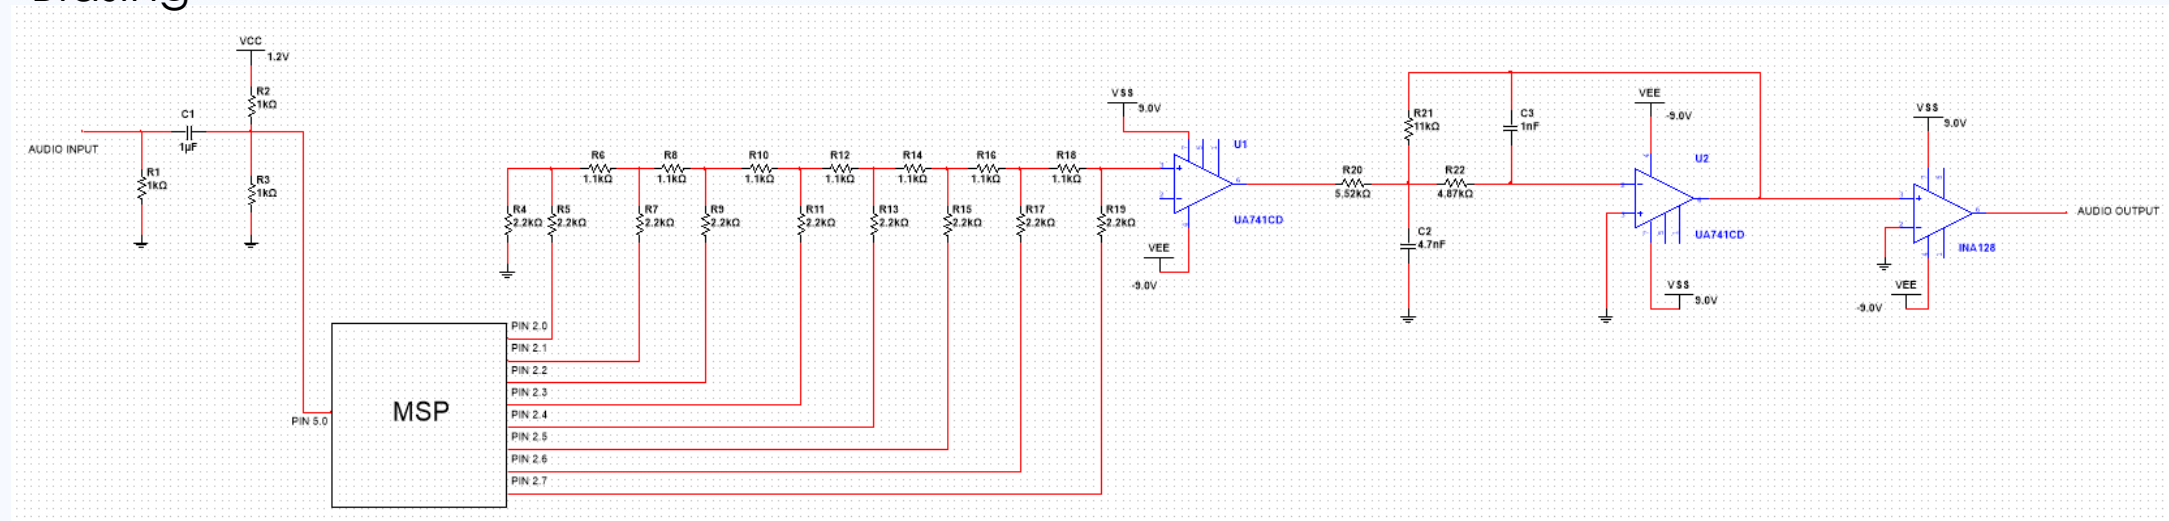 VCC
1.2V
R2
1kΩ
C1
1µF
AUDIO INPUT
R1
1kΩ
R3
1kΩ
PIN 5.0
MSP
PIN 2.0
PIN 2.1
PIN 2.2
PIN 2.3
PIN 2.4
PIN 2.5
PIN 2.6
PIN 2.7
R4
2.2kΩ
R5
2.2kΩ
R6
1.1kΩ
R7
2.2kΩ
R8
1.1kΩ
R9
2.2kΩ
R10
1.1kΩ
R11
2.2kΩ
R12
1.1kΩ
R13
2.2kΩ
R14
1.1kΩ
R15
2.2kΩ
R16
1.1kΩ
R17
2.2kΩ
R18
1.1kΩ
R19
2.2kΩ
VSS
9.0V
U1
UA741CD
VEE
-9.0V
R20
5.52kΩ
R21
11kΩ
R22
4.87kΩ
C3
1nF
C2
4.7nF
VEE
-9.0V
U2
UA741CD
VSS
9.0V
VSS
9.0V
INA128
VEE
-9.0V
AUDIO OUTPUT